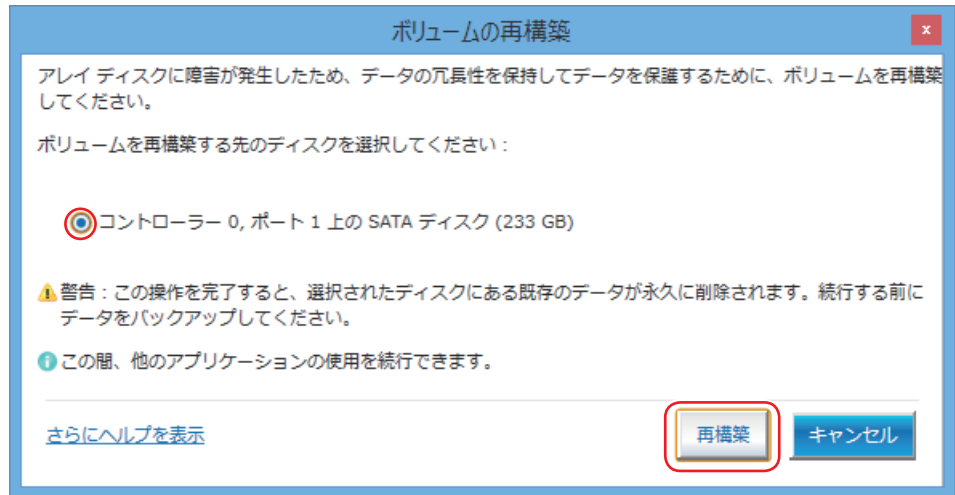 ボリュームの再構築
x
アレイ ディスクに障害が発生したため、データの冗長性を保持してデータを保護するために、ボリュームを再構築
してください。
ボリュームを再構築する先のディスクを選択してください :
コントローラー 0, ポート 1 上の SATA ディスク (233 GB)
警告 : この操作を完了すると、選択されたディスクにある既存のデータが永久に削除されます。続行する前に
データをバックアップしてください。
この間、他のアプリケーションの使用を続行できます。
さらにヘルプを表示
再構築
キャンセル